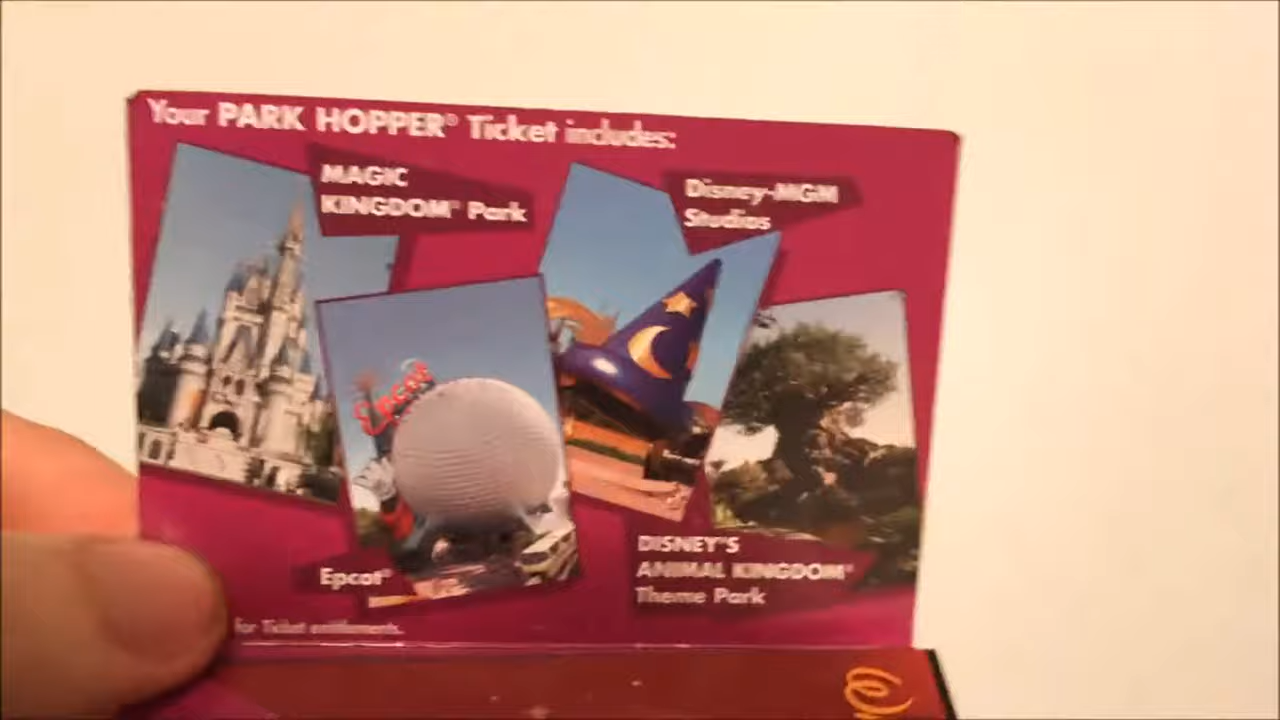 Your PARK HOPPER® Ticket includes:
MAGIC
KINGDOM® Park
Disney-MGM
Studios
Epcot
Epcot®
DISNEY'S
ANIMAL KINGDOM®
Theme Park
for Ticket entitlements.